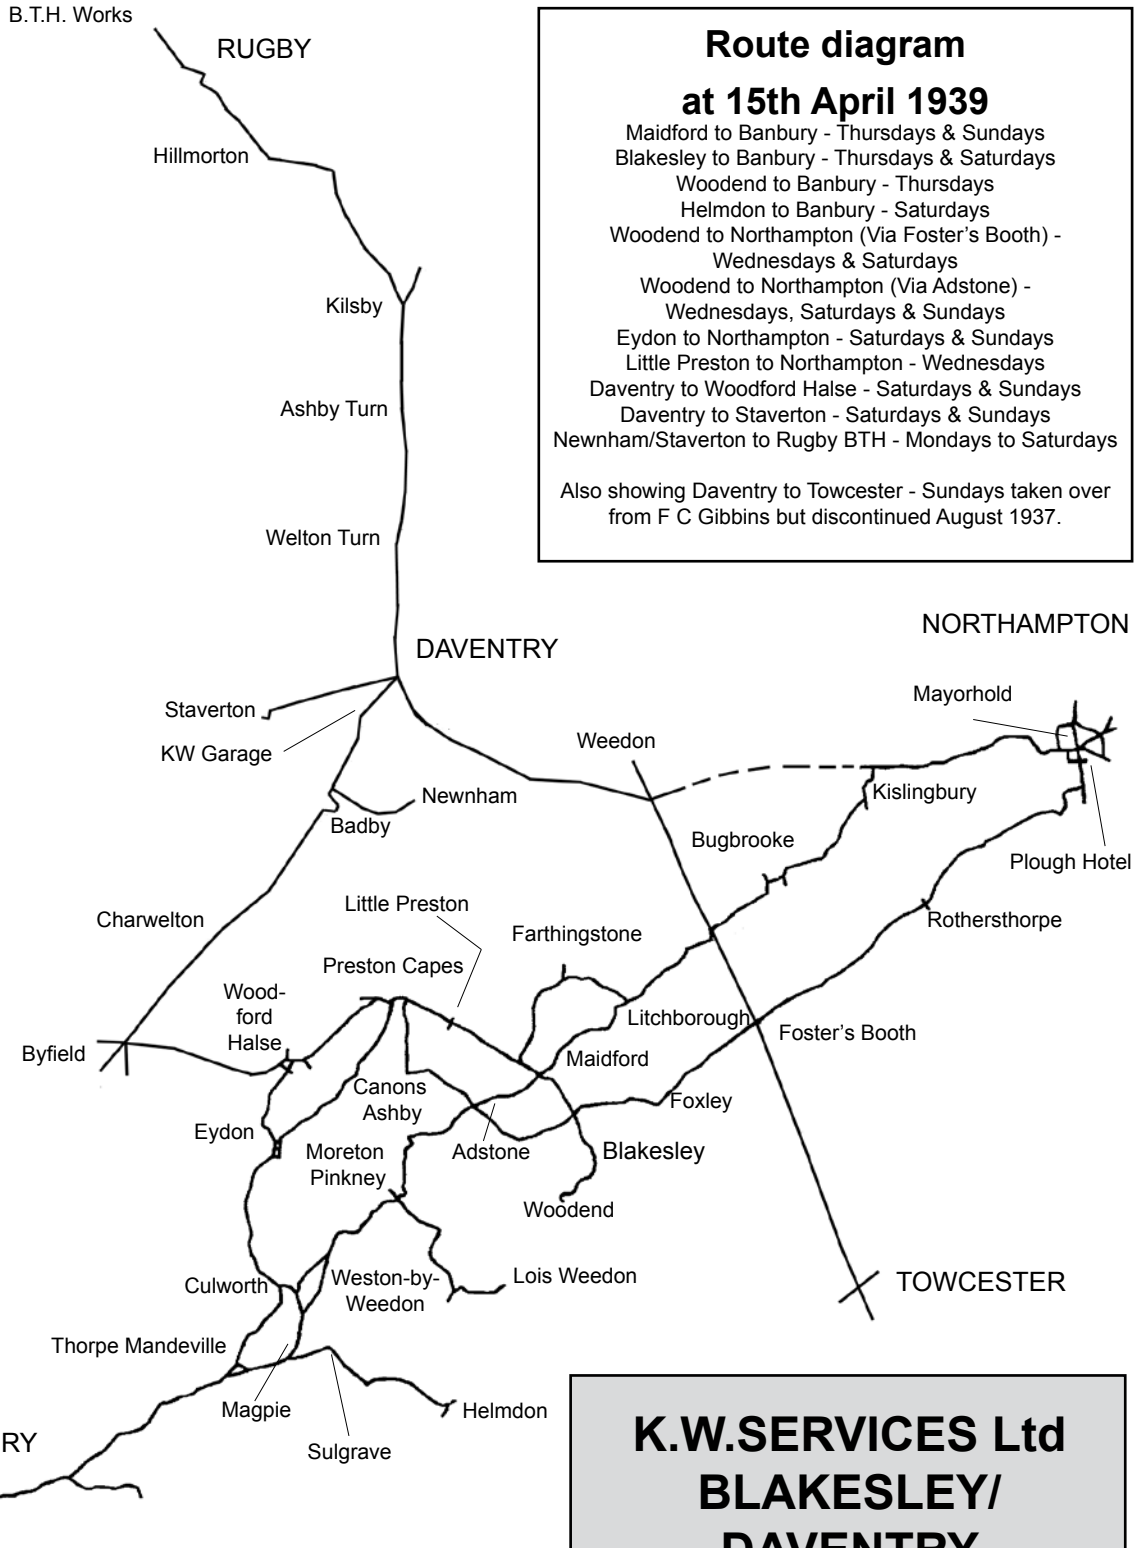 B.T.H. Works
RUGBY
Route diagram
at 15th April 1939
Maidford to Banbury - Thursdays & Sundays
Blakesley to Banbury - Thursdays & Saturdays
Woodend to Banbury - Thursdays
Helmdon to Banbury - Saturdays
Woodend to Northampton (Via Foster's Booth) -
Wednesdays & Saturdays
Woodend to Northampton (Via Adstone) -
Wednesdays, Saturdays & Sundays
Eydon to Northampton - Saturdays & Sundays
Little Preston to Northampton - Wednesdays
Daventry to Woodford Halse - Saturdays & Sundays
Daventry to Staverton - Saturdays & Sundays
Newnham/Staverton to Rugby BTH - Mondays to Saturdays
Also showing Daventry to Towcester - Sundays taken over
from F C Gibbins but discontinued August 1937.
Hillmorton
Kilsby
Ashby Turn
Welton Turn
NORTHAMPTON
DAVENTRY
Mayorhold
Staverton
KW Garage
Weedon
Newnham
Kislingbury
Badby
Bugbrooke
Plough Hotel
Little Preston
Charwelton
Farthingstone
Rothersthorpe
Preston Capes
Wood-
ford
Halse
Litchborough
Foster's Booth
Byfield
Maidford
Canons
Ashby
Foxley
Eydon
Moreton
Pinkney
Adstone
Blakesley
Woodend
Culworth
Weston-by-
Weedon
Lois Weedon
TOWCESTER
Thorpe Mandeville
Magpie
Helmdon
Sulgrave
RY
K.W.SERVICES Ltd
BLAKESLEY/
DAVENTRY